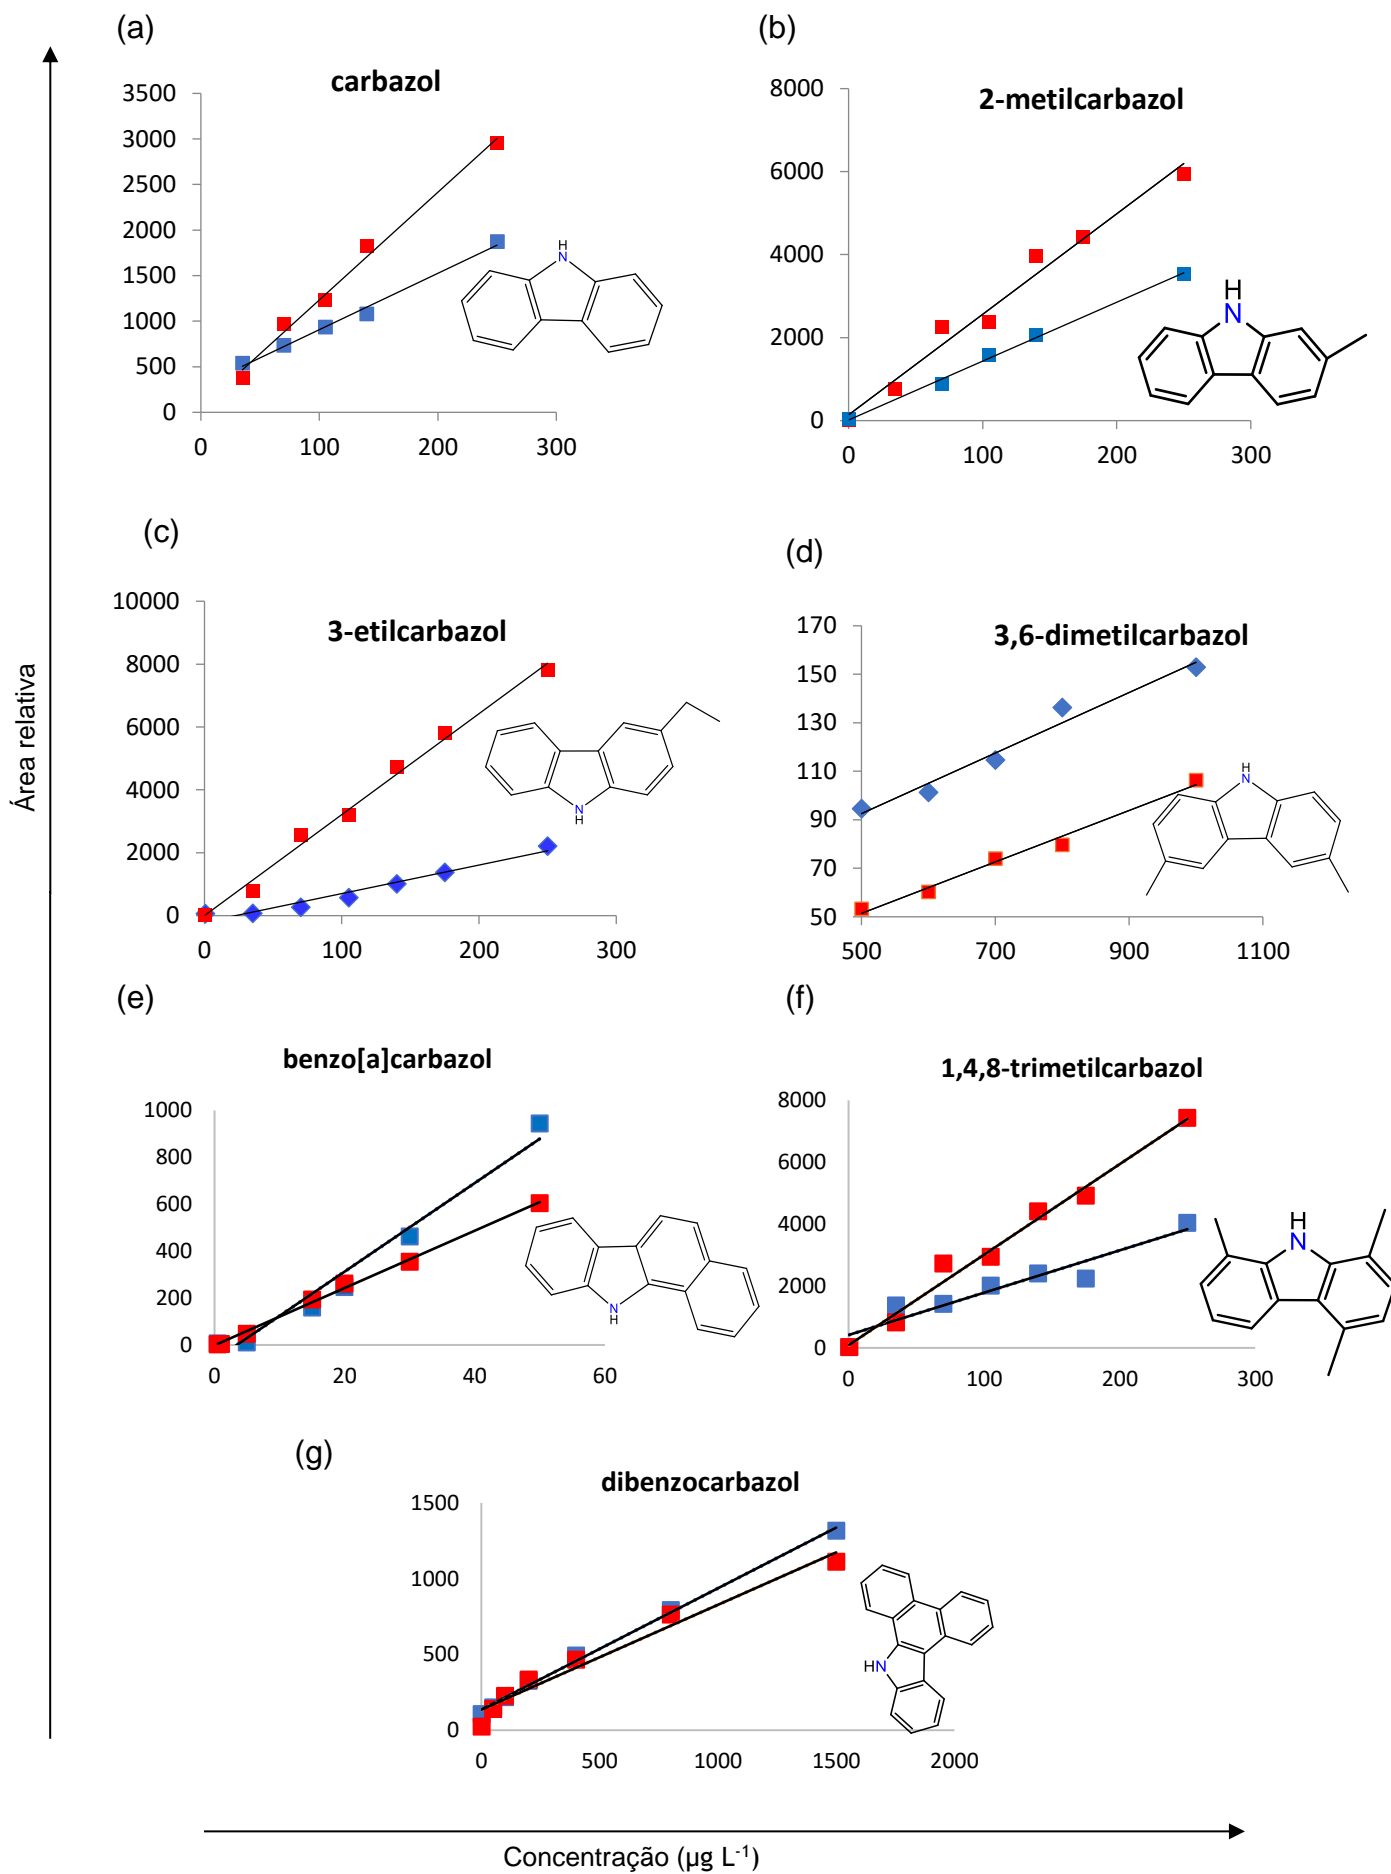 (a)
carbazol
3500
3000
2500
2000
1500
1000
500
0
0 100 200 300
H
N
(b)
2-metilcarbazol
8000
6000
4000
2000
0
0 100 200 300
H
N
(c)
3-etilcarbazol
10000
8000
6000
4000
2000
0
0 100 200 300
N
H
(d)
3,6-dimetilcarbazol
170
150
130
110
90
70
50
500 700 900 1100
H
N
Área relativa
(e)
benzo[a]carbazol
1000
800
600
400
200
0
0 20 40 60
N
H
(f)
1,4,8-trimetilcarbazol
8000
6000
4000
2000
0
0 100 200 300
H
N
(g)
dibenzocarbazol
1500
1000
500
0
0 500 1000 1500 2000
HN
Concentração (µg L-1)